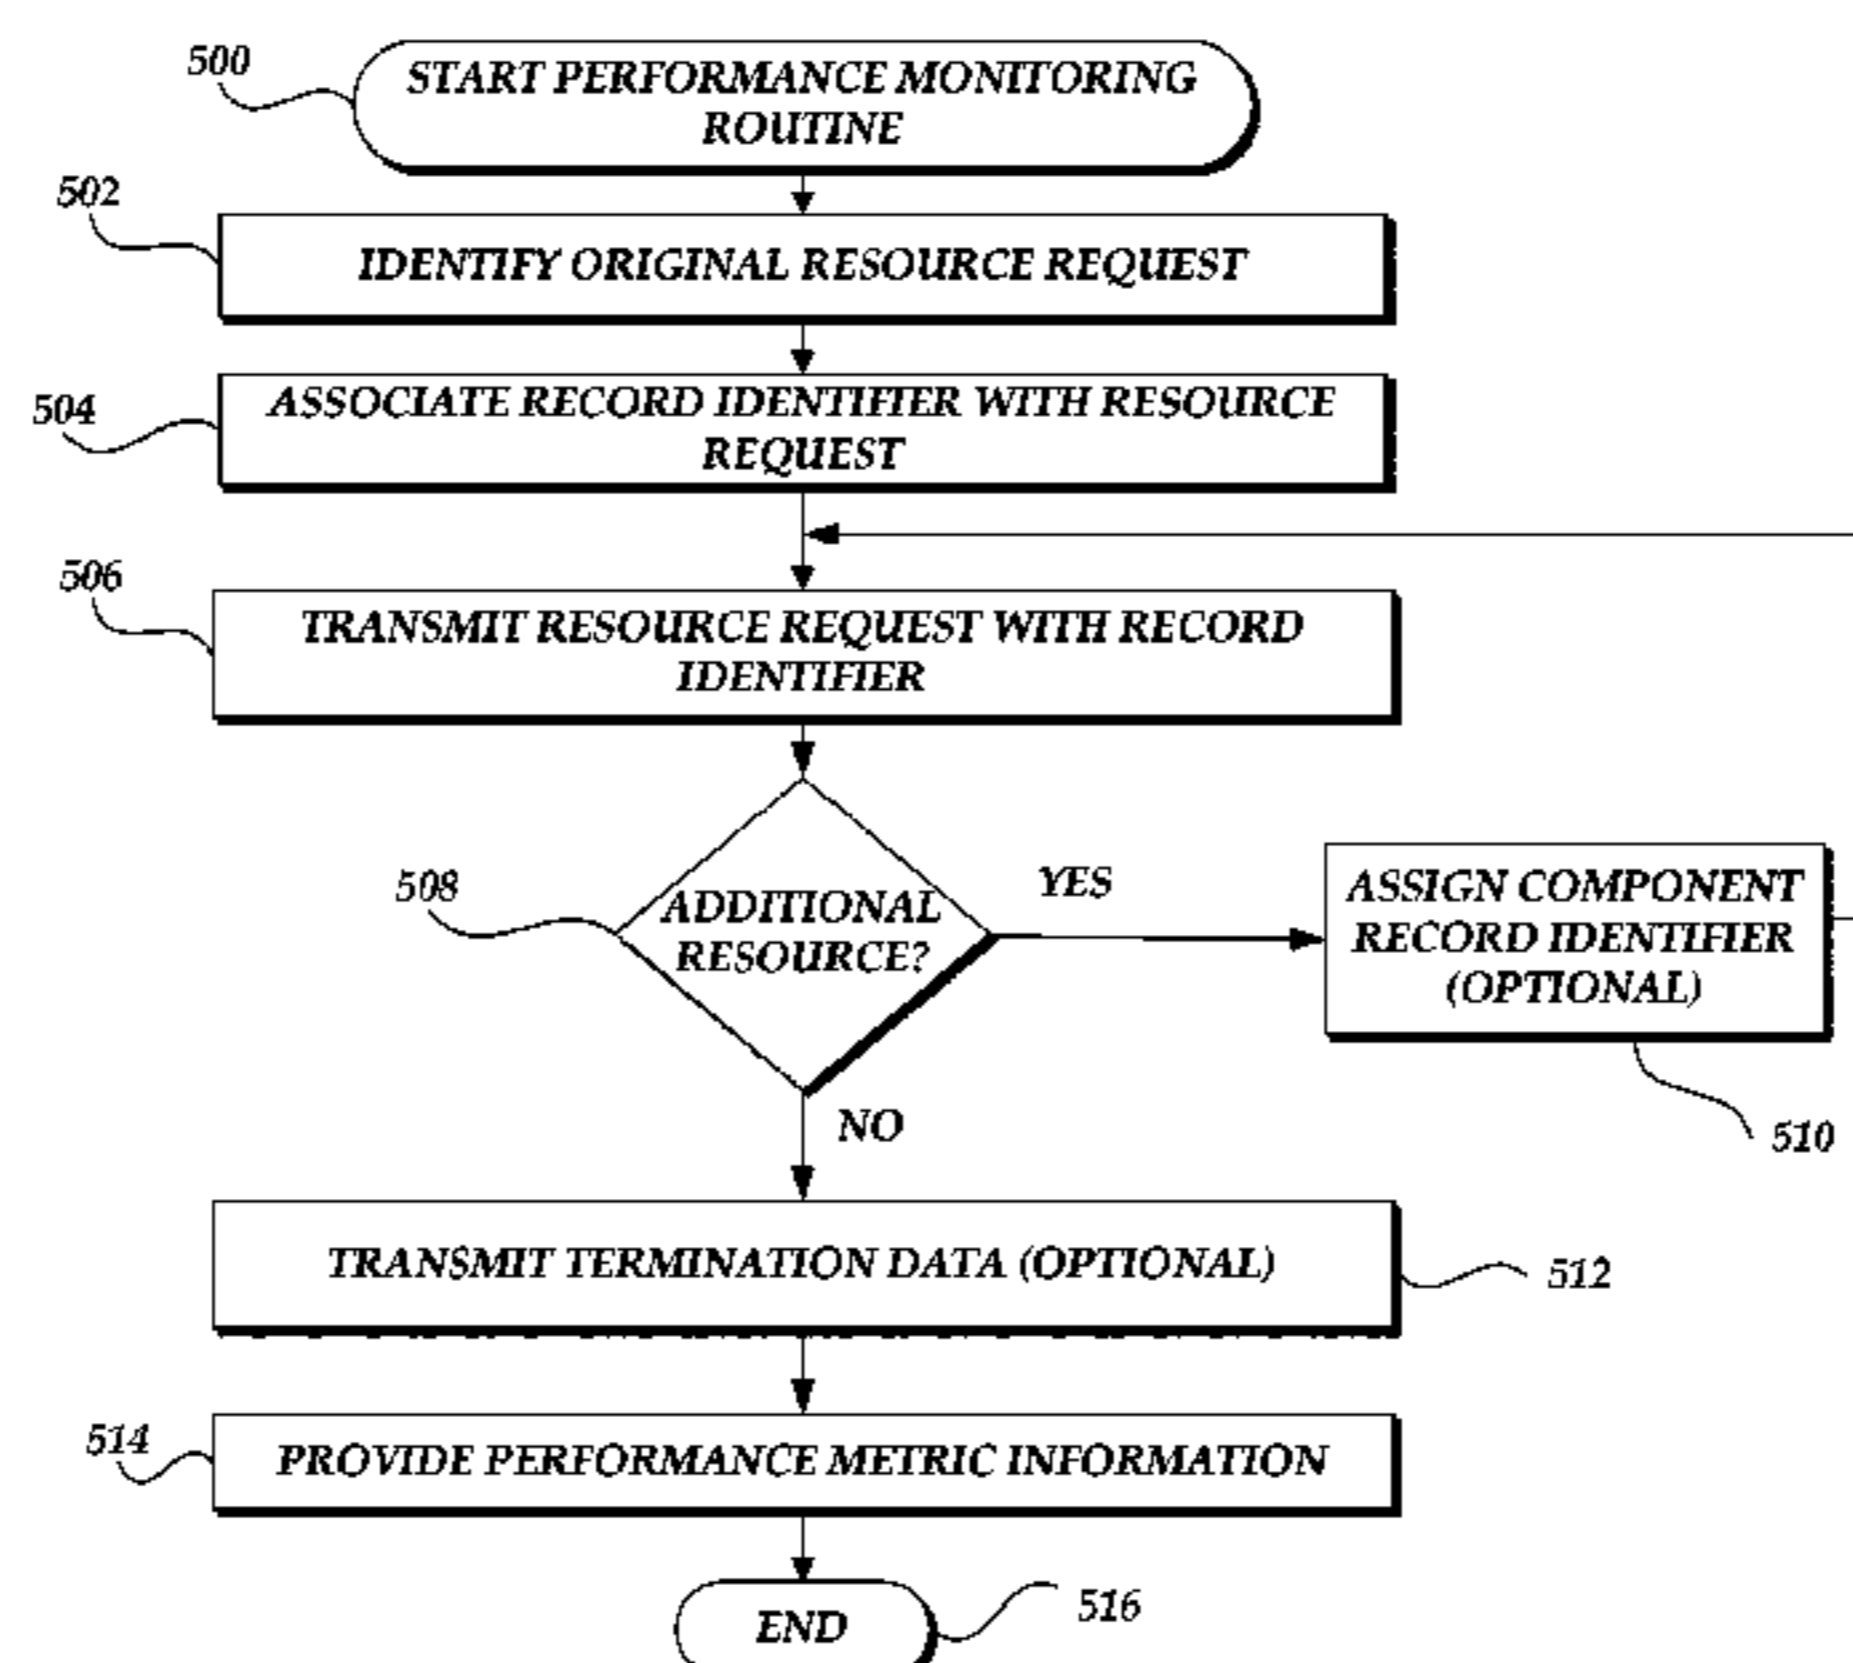 500
START PERFORMANCE MONITORING
ROUTINE
502
IDENTIFY ORIGINAL RESOURCE REQUEST
504
ASSOCIATE RECORD IDENTIFIER WITH RESOURCE
REQUEST
506
TRANSMIT RESOURCE REQUEST WITH RECORD
IDENTIFIER
508
ADDITIONAL
RESOURCE?
YES
ASSIGN COMPONENT
RECORD IDENTIFIER
(OPTIONAL)
510
NO
TRANSMIT TERMINATION DATA (OPTIONAL)
512
514
PROVIDE PERFORMANCE METRIC INFORMATION
END
516